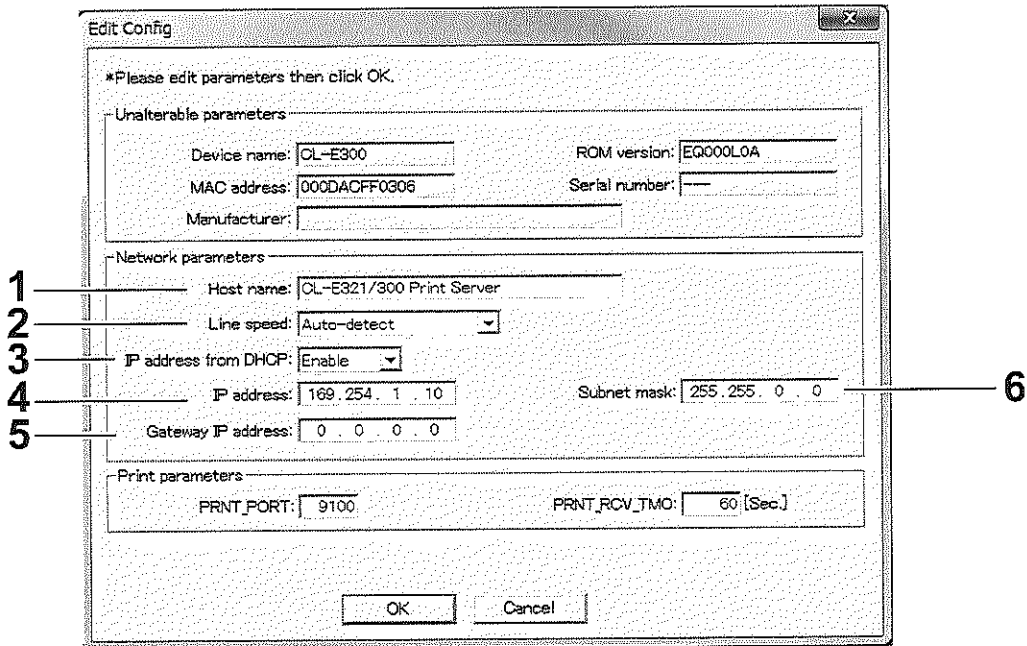 Edit Config
*Please edit parameters then click OK.
Unalterable parameters
Device name: CL-E300
ROM version: EQ000L0A
MAC address: 000DACFF0306
Serial number: ---
Manufacturer:
Network parameters
1 Host name: CL-E321/300 Print Server
2 Line speed: Auto-detect
3 IP address from DHCP: Enable
4 IP address: 169.254. 1 . 10
Subnet mask: 255.255. 0 . 0 6
5 Gateway IP address: 0 . 0 . 0 . 0
Print parameters
PRNT_PORT: 9100
PRNT_RCV_TMO: 60 [Sec.]
OK
Cancel